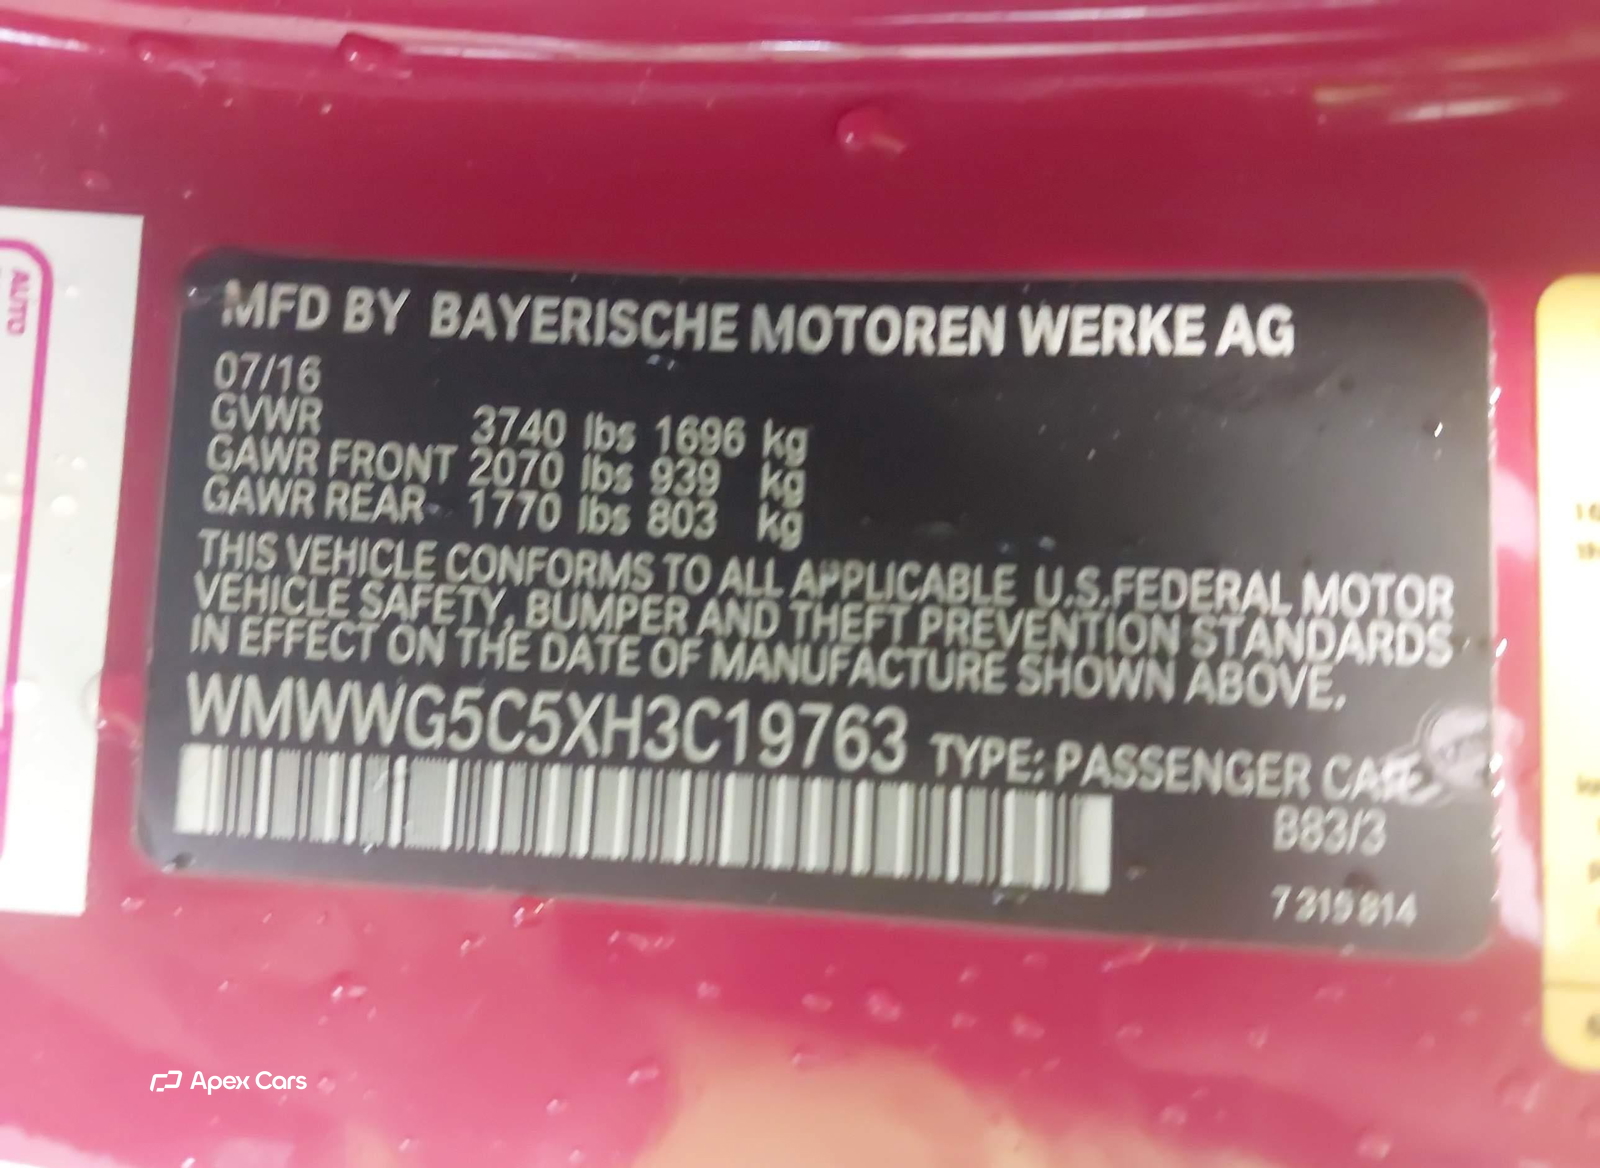 MFD BY BAYERISCHE MOTOREN WERKE AG
07/16
GVWR 3740 lbs 1696 kg
GAWR FRONT 2070 lbs 939 kg
GAWR REAR 1770 lbs 803 kg
THIS VEHICLE CONFORMS TO ALL APPLICABLE U.S.FEDERAL MOTOR
VEHICLE SAFETY, BUMPER AND THEFT PREVENTION STANDARDS
IN EFFECT ON THE DATE OF MANUFACTURE SHOWN ABOVE.
WMWWG5C5XH3C19763 TYPE: PASSENGER CAR
B83/3
7 319 814
AUTO
Apex Cars